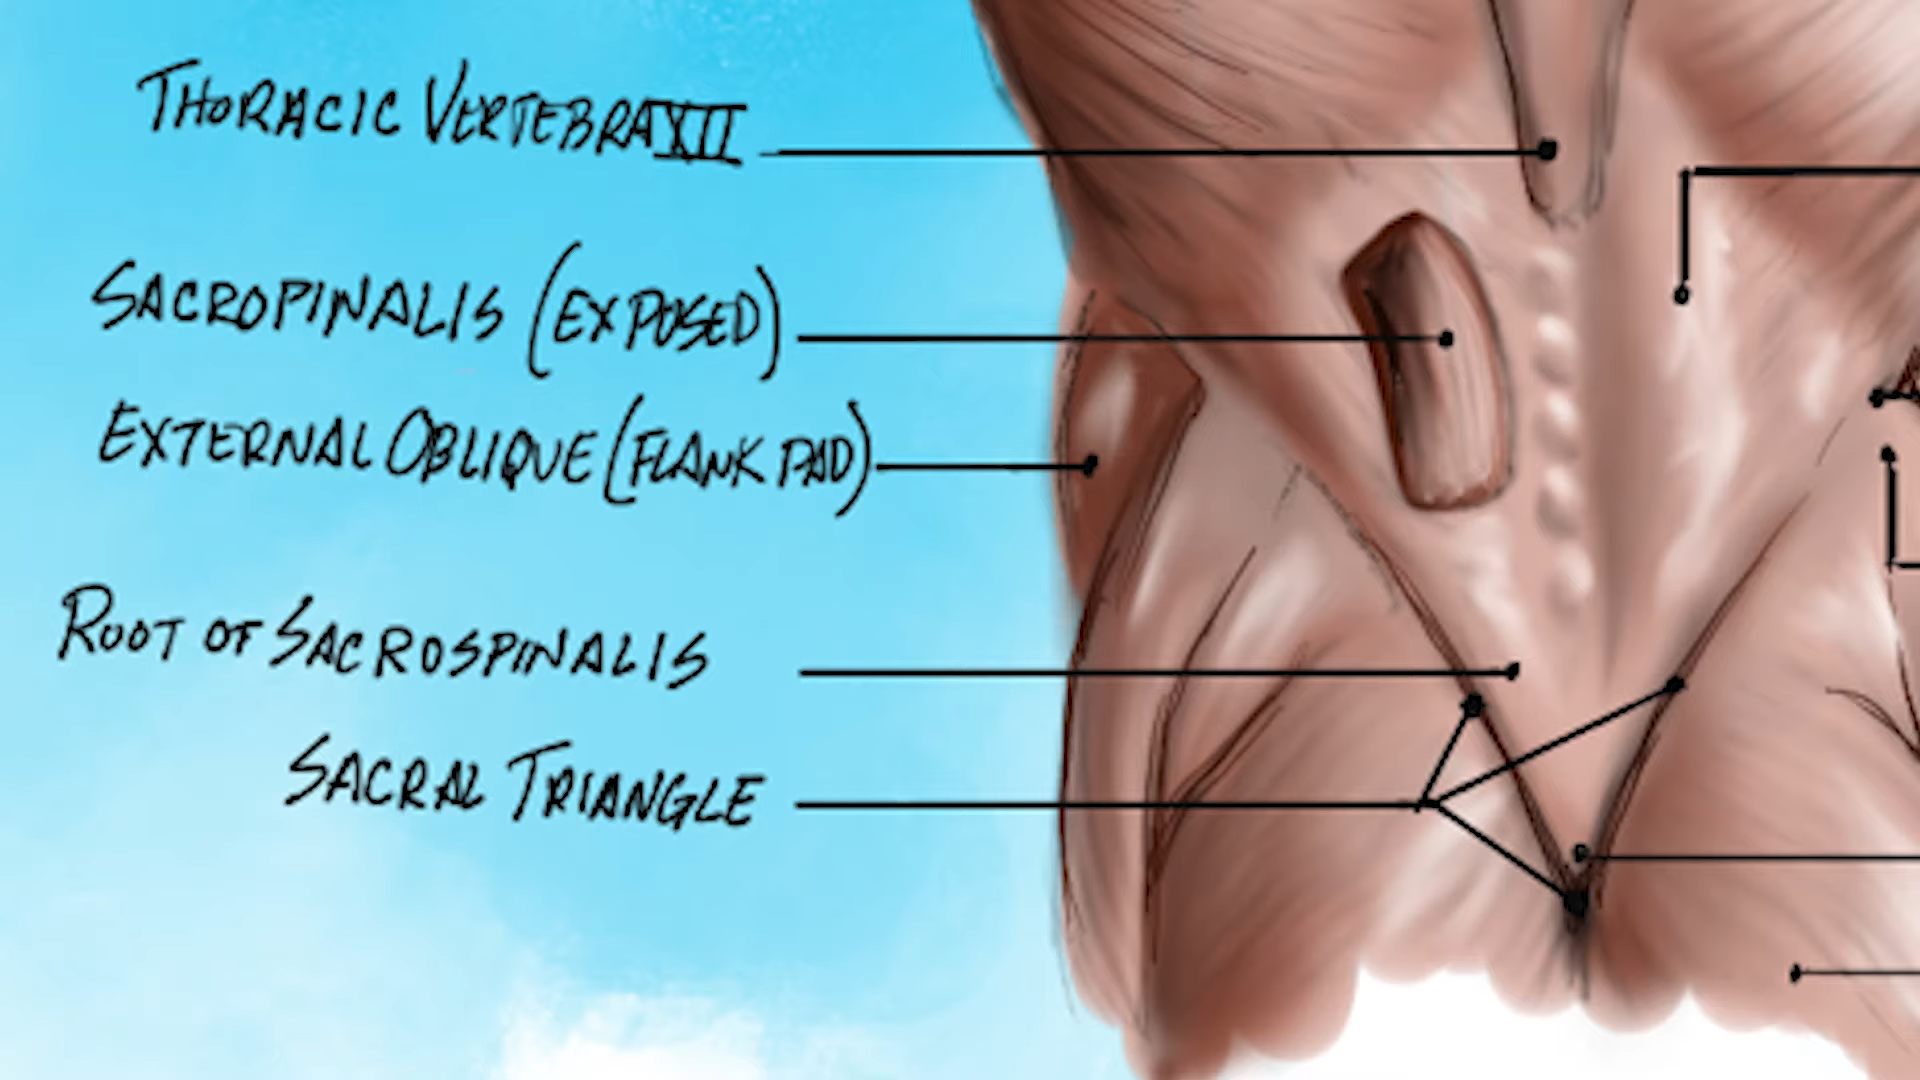 THORACIC VERTEBRA XII
SACROPINALIS (EXPOSED)
EXTERNAL OBLIQUE (FLANK PAD)
ROOT OF SACROSPINALIS
SACRAL TRIANGLE